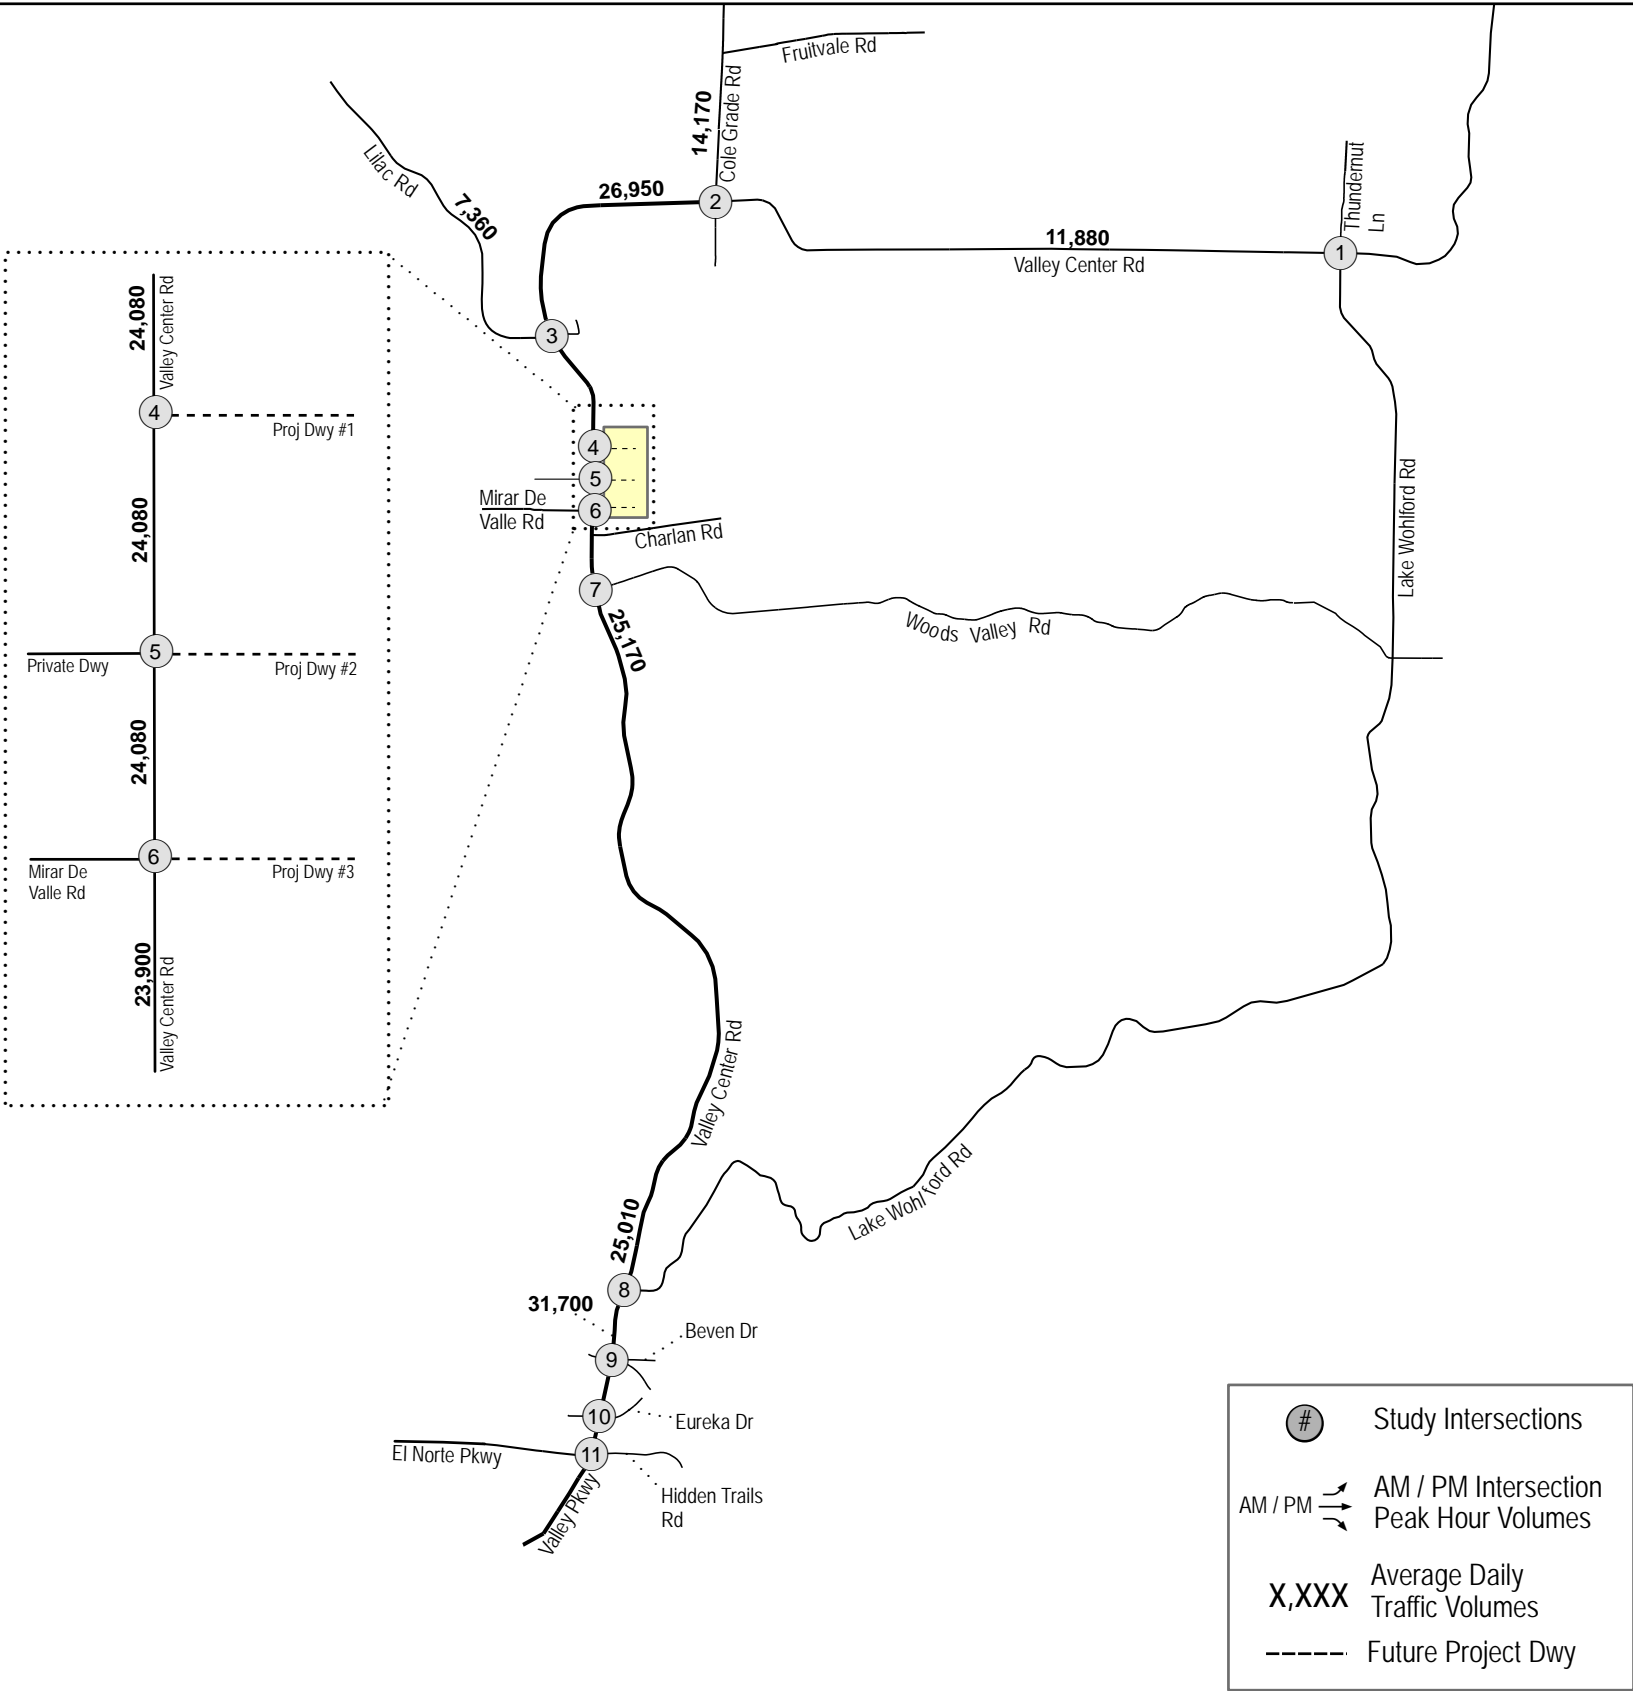 Fruitvale Rd
14,170
Cole Grade Rd
Lilac Rd
7,360
26,950
2
Thundernut
Ln
11,880
Valley Center Rd
1
3
24,080
Valley Center Rd
4
Proj Dwy #1
24,080
5
Private Dwy
Proj Dwy #2
24,080
6
Mirar De
Valle Rd
Proj Dwy #3
23,900
Valley Center Rd
4
5
6
Mirar De
Valle Rd
Charlan Rd
7
25,170
Woods Valley Rd
Lake Wohlford Rd
Valley Center Rd
Lake Wohlford Rd
25,010
8
31,700
Beven Dr
9
10
Eureka Dr
El Norte Pkwy
11
Hidden Trails
Rd
Valley Pkwy
#
Study Intersections
AM / PM
AM / PM Intersection
Peak Hour Volumes
X,XXX
Average Daily
Traffic Volumes
Future Project Dwy